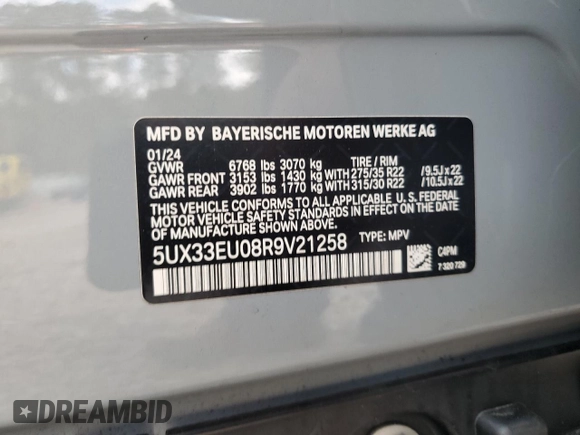 MFD BY BAYERISCHE MOTOREN WERKE AG
01/24
GVWR 6768 lbs 3070 kg TIRE / RIM
GAWR FRONT 3153 lbs 1430 kg WITH 275/35 R22 /9.5J x 22
GAWR REAR 3902 lbs 1770 kg WITH 315/30 R22 /10.5J x 22
THIS VEHICLE CONFORMS TO ALL APPLICABLE U. S. FEDERAL
MOTOR VEHICLE SAFETY STANDARDS IN EFFECT ON THE DATE
OF MANUFACTURE SHOWN ABOVE.
5UX33EU08R9V21258 TYPE: MPV
C4PM
7 320 729
DREAMBID